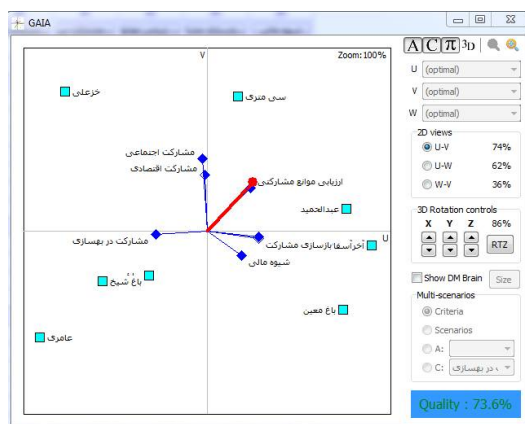 GAIA
V
Zoom:100%
A C π 3D
U (optimal)
V (optimal)
W (optimal)
2D views
U-V 74%
U-W 62%
W-V 36%
3D Rotation controls
X Y Z 86%
RTZ
Show DM Brain Size
Multi-scenarios
Criteria
Scenarios
A:
C: ـت در بهسازی
Quality : 73.6%
خزعلی
سی متری
مشارکت اجتماعی
مشارکت اقتصادی
ارزیابی موانع مشارکتی
عبدالحمید
U
مشارکت در بهسازی
بازسازی مشارکت
آخرآسفا
شیوه مالی
باغ شیخ
باغ معین
عامری